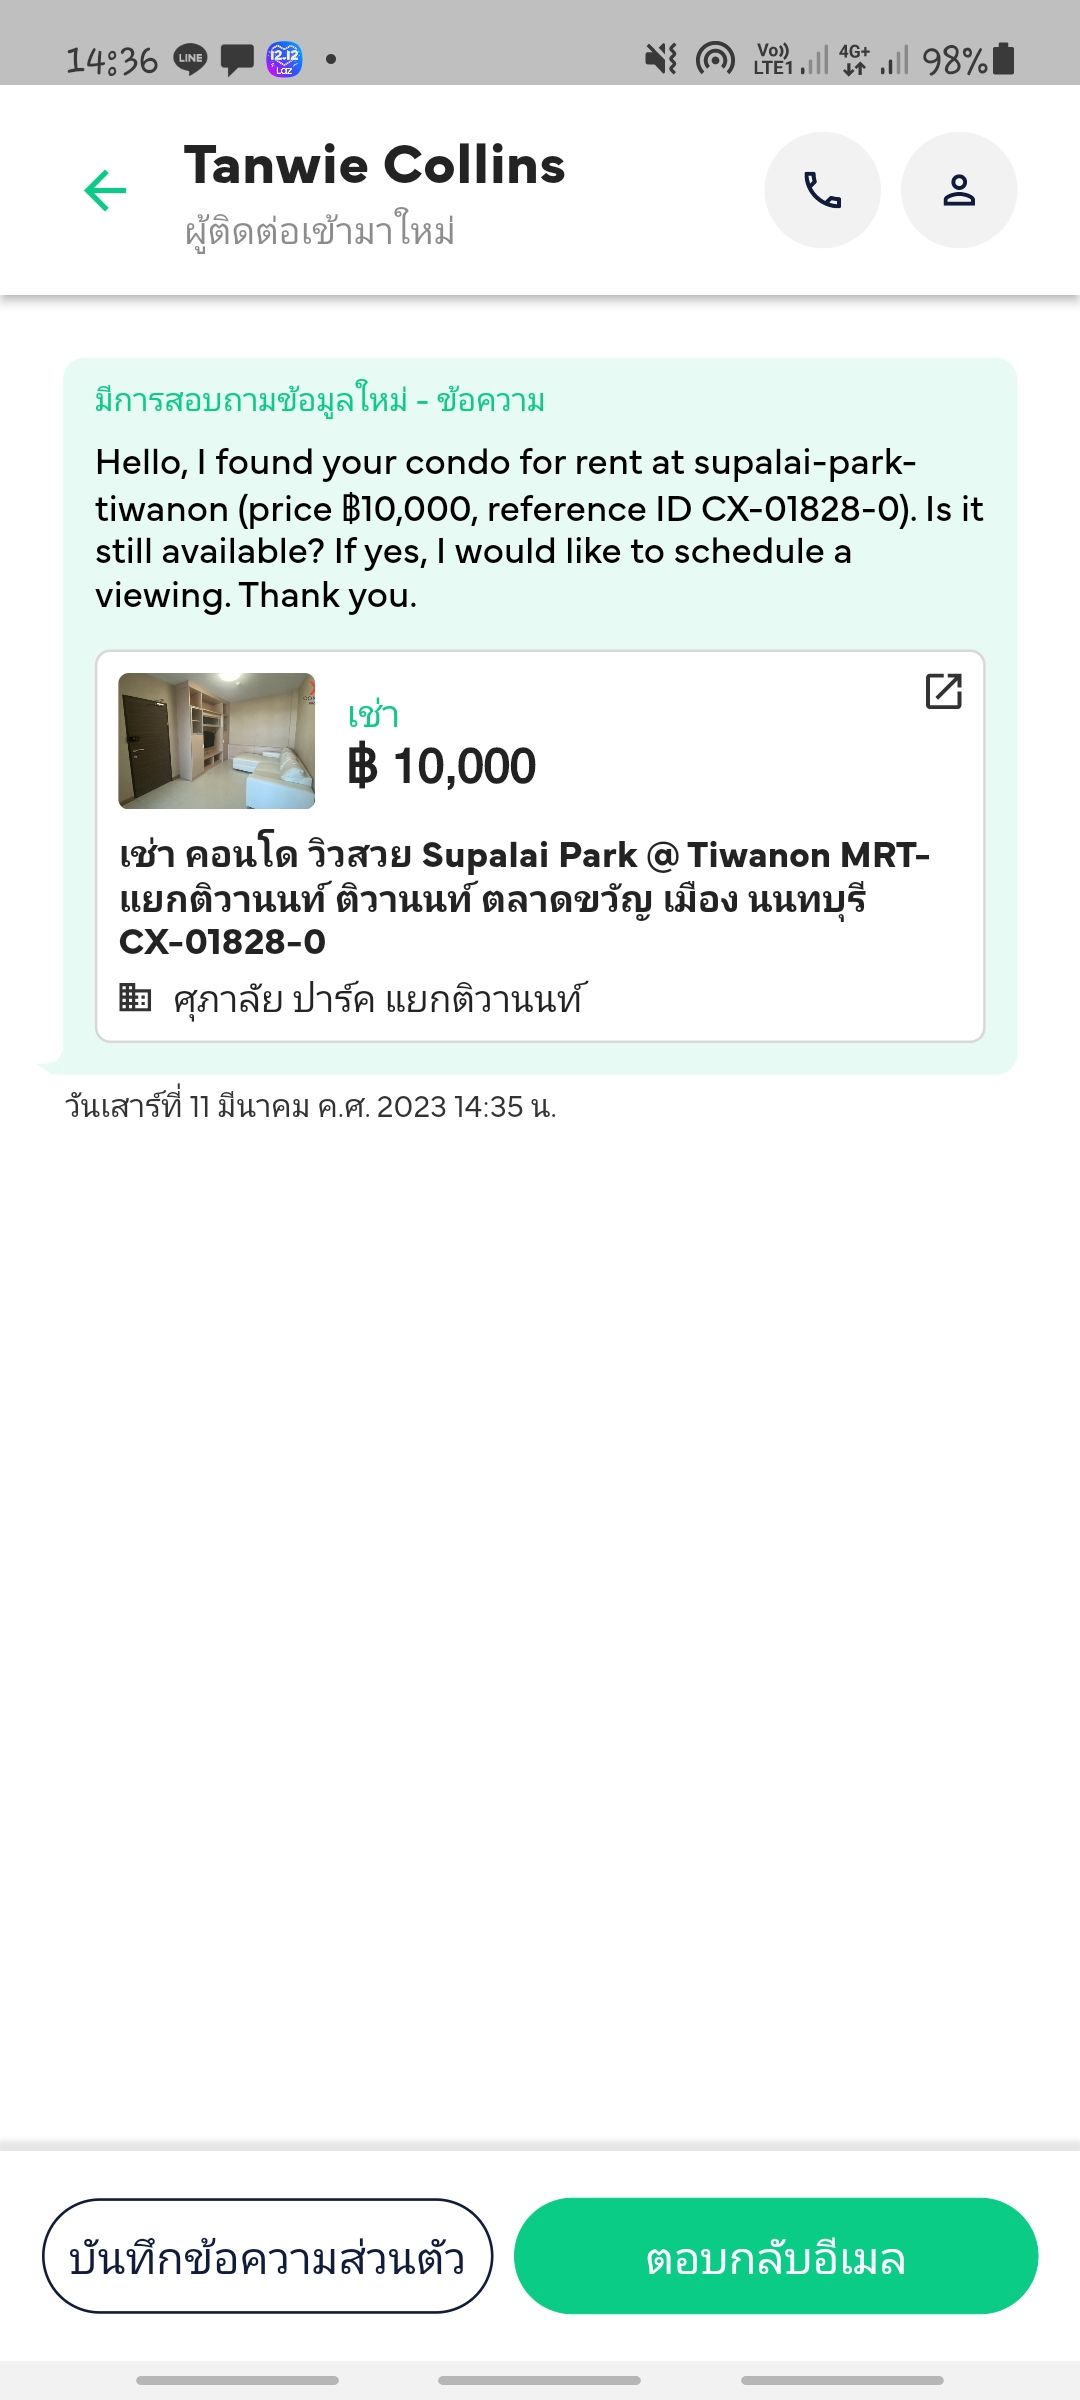 14:36 LINE 12.12 LAZ Vo)) LTE1 4G+ 98%
Tanwie Collins
ผู้ติดต่อเข้ามาใหม่
มีการสอบถามข้อมูลใหม่ - ข้อความ
Hello, I found your condo for rent at supalai-park-
tiwanon (price ฿10,000, reference ID CX-01828-0). Is it
still available? If yes, I would like to schedule a
viewing. Thank you.
เช่า
฿ 10,000
เช่า คอนโด วิวสวย Supalai Park @ Tiwanon MRT-
แยกติวานนท์ ติวานนท์ ตลาดขวัญ เมือง นนทบุรี
CX-01828-0
ศุภาลัย ปาร์ค แยกติวานนท์
วันเสาร์ที่ 11 มีนาคม ค.ศ. 2023 14:35 น.
บันทึกข้อความส่วนตัว
ตอบกลับอีเมล